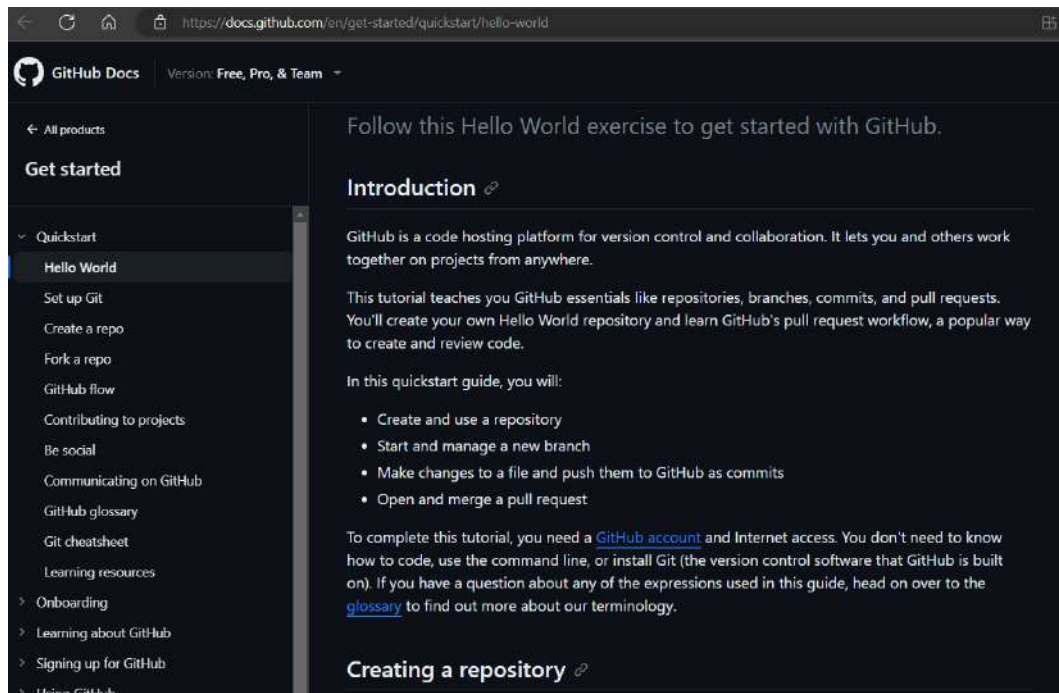 https://docs.github.com/en/get-started/quickstart/hello-world
GitHub Docs
Version: Free, Pro, & Team
All products
Get started
Quickstart
Hello World
Set up Git
Create a repo
Fork a repo
GitHub flow
Contributing to projects
Be social
Communicating on GitHub
GitHub glossary
Git cheatsheet
Learning resources
Onboarding
Learning about GitHub
Signing up for GitHub
Using GitHub
Follow this Hello World exercise to get started with GitHub.
Introduction
GitHub is a code hosting platform for version control and collaboration. It lets you and others work
together on projects from anywhere.
This tutorial teaches you GitHub essentials like repositories, branches, commits, and pull requests.
You'll create your own Hello World repository and learn GitHub's pull request workflow, a popular way
to create and review code.
In this quickstart guide, you will:
• Create and use a repository
• Start and manage a new branch
• Make changes to a file and push them to GitHub as commits
• Open and merge a pull request
To complete this tutorial, you need a GitHub account and Internet access. You don't need to know
how to code, use the command line, or install Git (the version control software that GitHub is built
on). If you have a question about any of the expressions used in this guide, head on over to the
glossary to find out more about our terminology.
Creating a repository